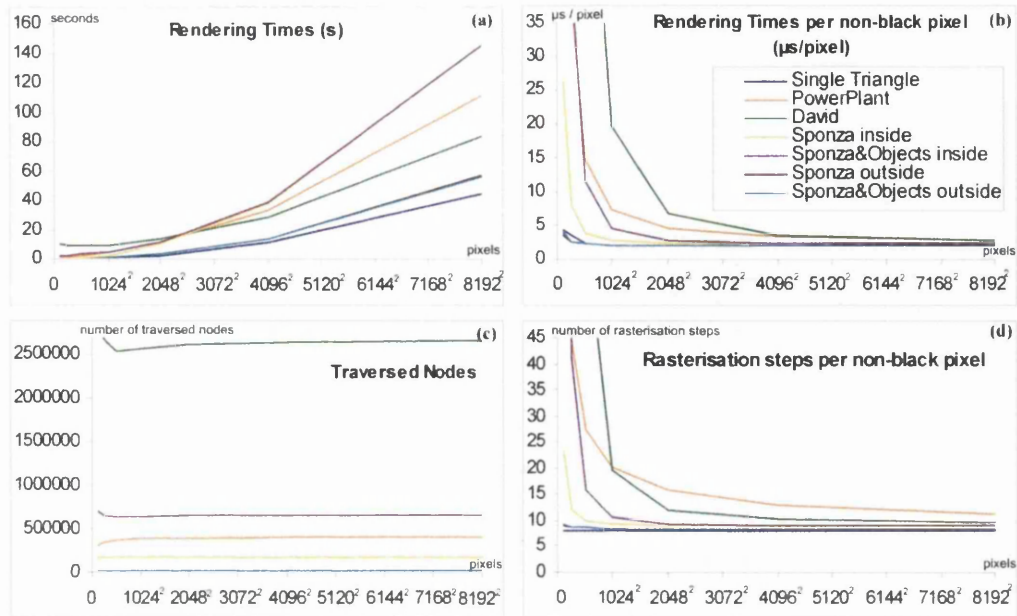 seconds
Rendering Times (s)
(a)
160
140
120
100
80
60
40
20
0
pixels
0 1024² 2048² 3072² 4096² 5120² 6144² 7168² 8192²
µs / pixel
Rendering Times per non-black pixel
(µs/pixel)
(b)
35
30
25
20
15
10
5
0
Single Triangle
PowerPlant
David
Sponza inside
Sponza&Objects inside
Sponza outside
Sponza&Objects outside
pixels
0 1024² 2048² 3072² 4096² 5120² 6144² 7168² 8192²
number of traversed nodes
(c)
Traversed Nodes
2500000
2000000
1500000
1000000
500000
0
pixels
0 1024² 2048² 3072² 4096² 5120² 6144² 7168² 8192²
number of rasterisation steps
(d)
Rasterisation steps per non-black pixel
45
40
35
30
25
20
15
10
5
0
pixels
0 1024² 2048² 3072² 4096² 5120² 6144² 7168² 8192²